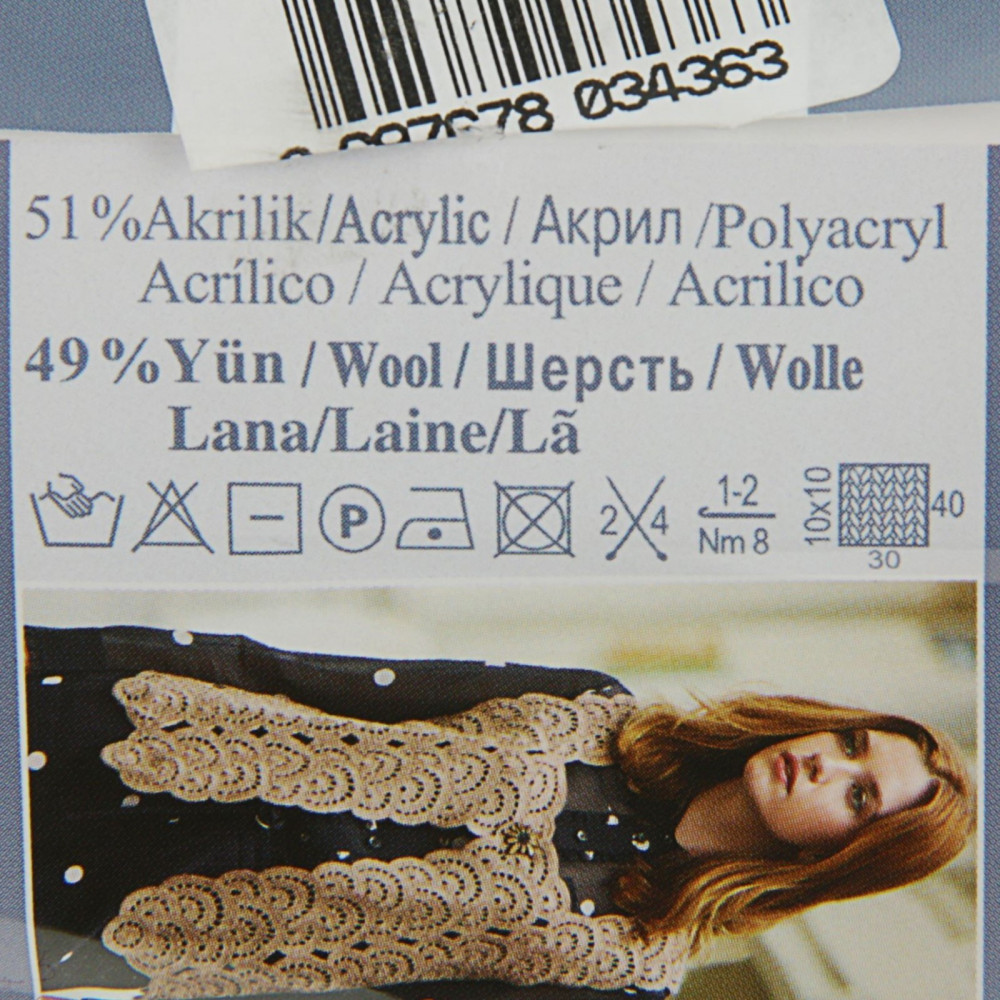 034363
51%Akrilik/Acrylic / Акрил /Polyacryl
Acrílico / Acrylique / Acrilico
49%Yün / Wool / Шерсть / Wolle
Lana/Laine/Lã
P
2 4
1-2
Nm 8
10x10
40
30